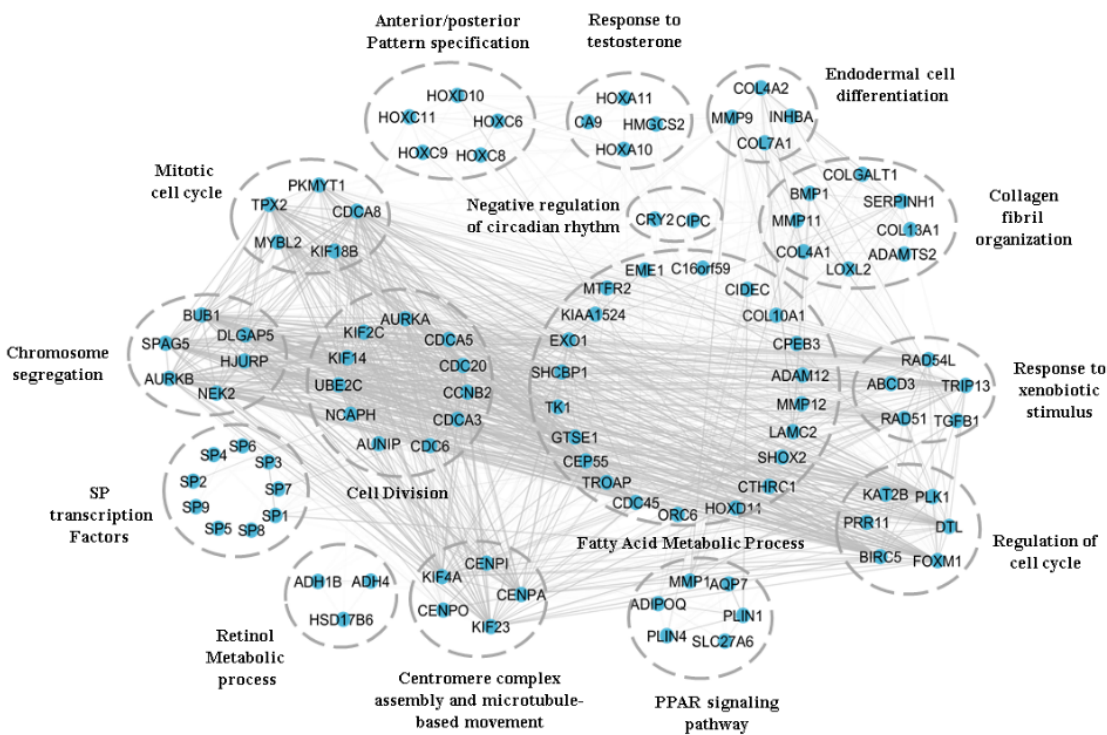 Anterior/posterior
Pattern specification
HOXD10
HOXC11
HOXC6
HOXC9
HOXC8
Response to
testosterone
HOXA11
CA9
HMGCS2
HOXA10
Endodermal cell
differentiation
COL4A2
MMP9
INHBA
COL7A1
Mitotic
cell cycle
PKMYT1
TPX2
CDCA8
MYBL2
KIF18B
Negative regulation
of circadian rhythm
CRY2
CIPC
Collagen
fibril
organization
COLGALT1
BMP1
SERPINH1
MMP11
COL13A1
COL4A1
ADAMTS2
LOXL2
Chromosome
segregation
BUB1
DLGAP5
SPAG5
HJURP
AURKB
NEK2
AURKA
KIF2C
CDCA5
KIF14
CDC20
UBE2C
CCNB2
NCAPH
CDCA3
AUNIP
CDC6
Cell Division
EME1
C16orf59
MTFR2
CIDEC
KIAA1524
COL10A1
EXO1
CPEB3
SHCBP1
ADAM12
TK1
MMP12
GTSE1
LAMC2
CEP55
SHOX2
TROAP
CTHRC1
CDC45
HOXD11
ORC6
Fatty Acid Metabolic Process
Response to
xenobiotic
stimulus
RAD54L
ABCD3
TRIP13
RAD51
TGFB1
SP
transcription
Factors
SP6
SP4
SP3
SP2
SP7
SP9
SP1
SP5
SP8
Regulation of
cell cycle
KAT2B
PLK1
PRR11
DTL
BIRC5
FOXM1
Retinol
Metabolic
process
ADH1B
ADH4
HSD17B6
CENPI
KIF4A
CENPA
CENPO
KIF23
Centromere complex
assembly and microtubule-
based movement
MMP1
AQP7
ADIPOQ
PLIN1
PLIN4
SLC27A6
PPAR signaling
pathway